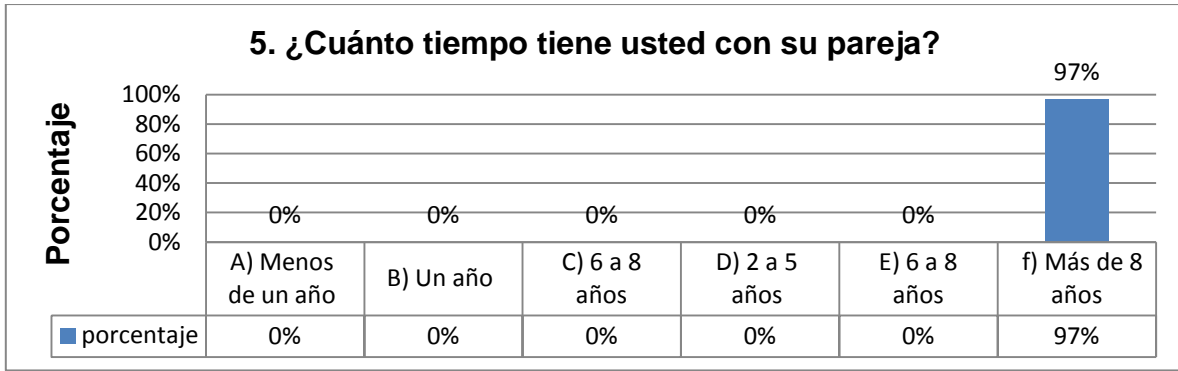 5. ¿Cuánto tiempo tiene usted con su pareja?
Porcentaje
100%
80%
60%
40%
20%
0%
0%
0%
0%
0%
0%
97%
A) Menos
de un año
B) Un año
C) 6 a 8
años
D) 2 a 5
años
E) 6 a 8
años
f) Más de 8
años
porcentaje
0%
0%
0%
0%
0%
97%